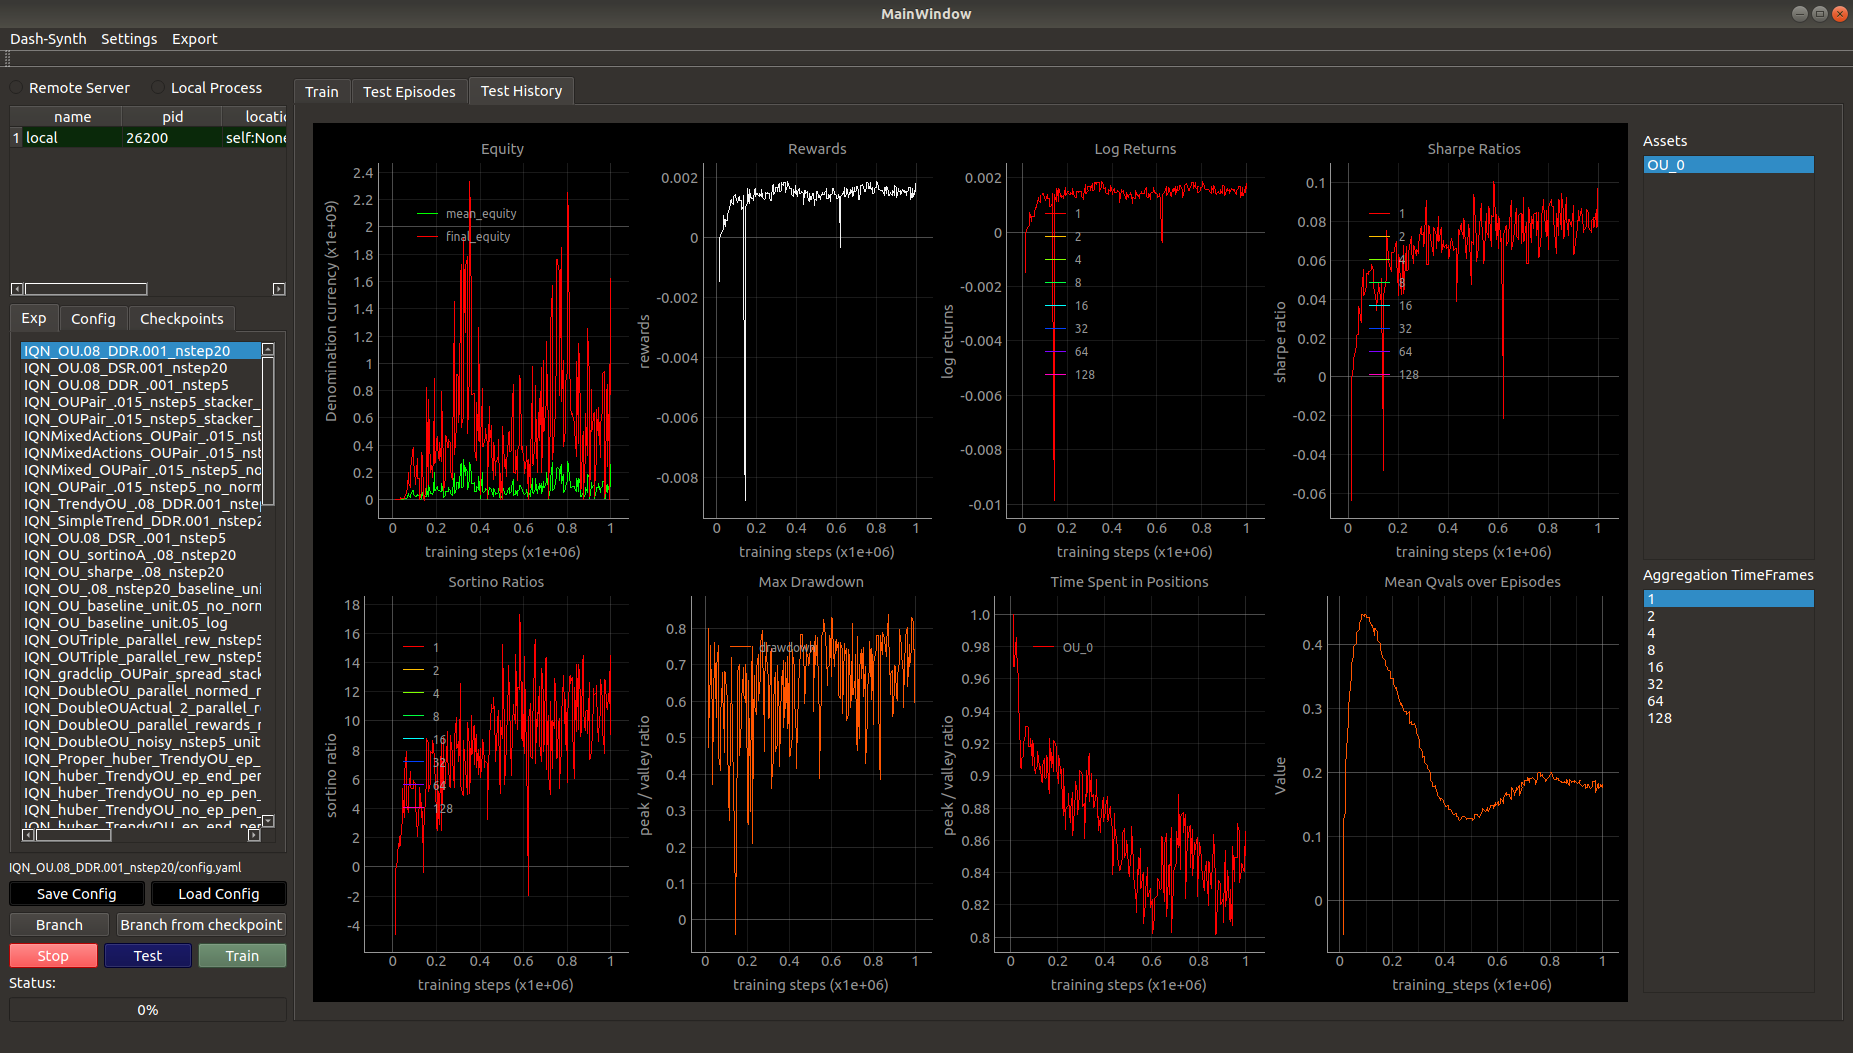 MainWindow
Dash-Synth Settings Export
Remote Server Local Process
name pid locatic
1 local 26200 self:None
Exp Config Checkpoints
IQN_OU.08_DDR.001_nstep20
IQN_OU.08_DSR.001_nstep20
IQN_OU.08_DDR_.001_nstep5
IQN_OUPair_.015_nstep5_stacker_
IQN_OUPair_.015_nstep5_stacker_
IQNMixedActions_OUPair_.015_nst
IQNMixedActions_OUPair_.015_nst
IQNMixed_OUPair_.015_nstep5_no
IQN_OUPair_.015_nstep5_no_norm
IQN_TrendyOU_.08_DDR.001_nstep
IQN_SimpleTrend_DDR.001_nstep2
IQN_OU.08_DSR_.001_nstep5
IQN_OU_sortinoA_.08_nstep20
IQN_OU_sharpe_.08_nstep20
IQN_OU_.08_nstep20_baseline_uni
IQN_OU_baseline_unit.05_no_norn
IQN_OU_baseline_unit.05_log
IQN_OUTriple_parallel_rew_nstep5
IQN_OUTriple_parallel_rew_nstep5
IQN_gradclip_OUPair_spread_stack
IQN_DoubleOU_parallel_normed_r
IQN_DoubleOUActual_2_parallel_r
IQN_DoubleOU_parallel_rewards_r
IQN_DoubleOU_noisy_nstep5_unit
IQN_Proper_huber_TrendyOU_ep_
IQN_huber_TrendyOU_ep_end_per
IQN_huber_TrendyOU_no_ep_pen_
IQN_huber_TrendyOU_no_ep_pen_
IQN_huber_TrendyOU_ep_end_per
IQN_OU.08_DDR.001_nstep20/config.yaml
Save Config Load Config
Branch Branch from checkpoint
Stop Test Train
Status:
0%
Train Test Episodes Test History
Equity
Denomination currency (x1e+09)
2.4
2.2
2
1.8
1.6
1.4
1.2
1
0.8
0.6
0.4
0.2
0
mean_equity
final_equity
0 0.2 0.4 0.6 0.8 1
training steps (x1e+06)
Rewards
rewards
0.002
0
-0.002
-0.004
-0.006
-0.008
0 0.2 0.4 0.6 0.8 1
training steps (x1e+06)
Log Returns
log returns
0.002
0
-0.002
-0.004
-0.006
-0.008
-0.01
1
2
4
8
16
32
64
128
0 0.2 0.4 0.6 0.8 1
training steps (x1e+06)
Sharpe Ratios
sharpe ratio
0.1
0.08
0.06
0.04
0.02
0
-0.02
-0.04
-0.06
1
2
4
8
16
32
64
128
0 0.2 0.4 0.6 0.8 1
training steps (x1e+06)
Sortino Ratios
sortino ratio
18
16
14
12
10
8
6
4
2
0
-2
-4
1
2
4
8
16
32
64
128
0 0.2 0.4 0.6 0.8 1
training steps (x1e+06)
Max Drawdown
peak / valley ratio
0.8
0.7
0.6
0.5
0.4
0.3
0.2
0.1
0
drawdown
0 0.2 0.4 0.6 0.8 1
training steps (x1e+06)
Time Spent in Positions
peak / valley ratio
1.0
0.98
0.96
0.94
0.92
0.9
0.88
0.86
0.84
0.82
0.8
OU_0
0 0.2 0.4 0.6 0.8 1
training steps (x1e+06)
Mean Qvals over Episodes
Value
0.4
0.3
0.2
0.1
0
0 0.2 0.4 0.6 0.8 1
training_steps (x1e+06)
Assets
OU_0
Aggregation TimeFrames
1
2
4
8
16
32
64
128